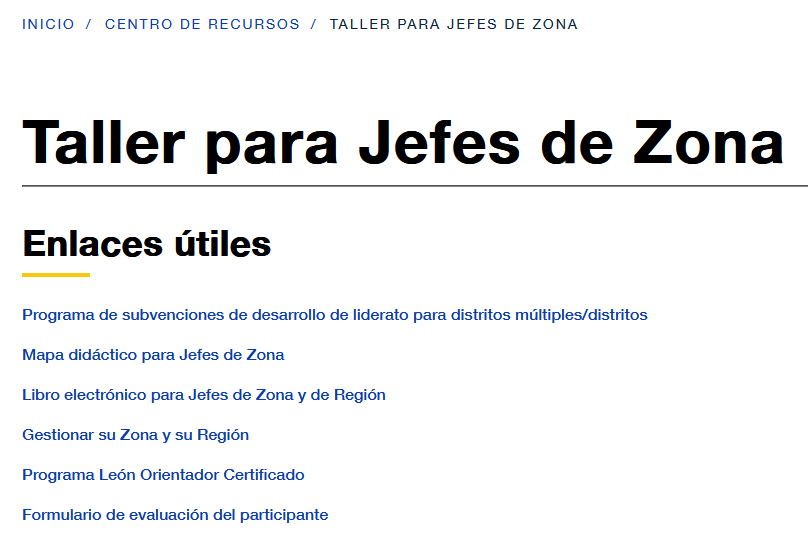 INICIO / CENTRO DE RECURSOS / TALLER PARA JEFES DE ZONA
Taller para Jefes de Zona
Enlaces útiles
Programa de subvenciones de desarrollo de liderato para distritos múltiples/distritos
Mapa didáctico para Jefes de Zona
Libro electrónico para Jefes de Zona y de Región
Gestionar su Zona y su Región
Programa León Orientador Certificado
Formulario de evaluación del participante